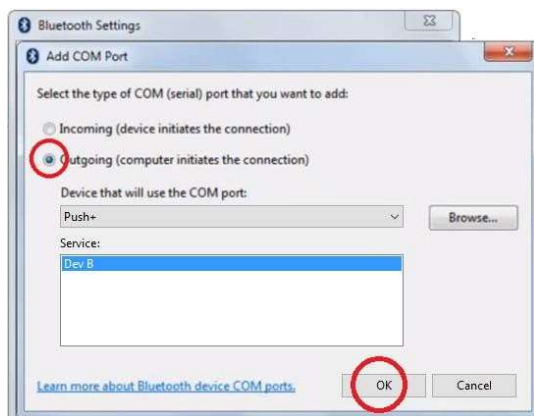 Bluetooth Settings
Add COM Port
Select the type of COM (serial) port that you want to add:
Incoming (device initiates the connection)
Outgoing (computer initiates the connection)
Device that will use the COM port:
Push+
Browse...
Service:
Dev B
Learn more about Bluetooth device COM ports.
OK
Cancel